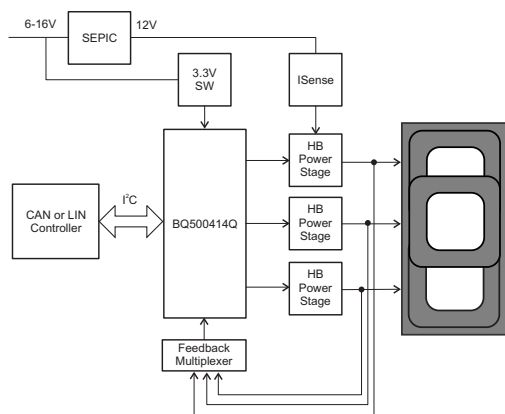 6-16V
SEPIC
12V
3.3V
SW
ISense
HB
Power
Stage
I²C
CAN or LIN
Controller
BQ500414Q
HB
Power
Stage
HB
Power
Stage
Feedback
Multiplexer